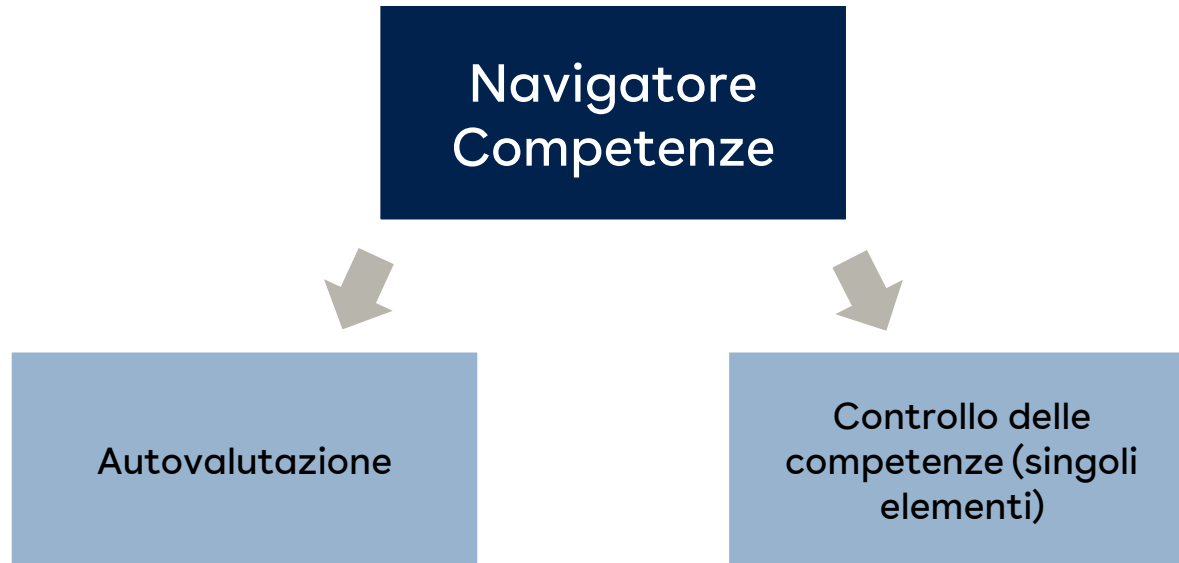 Navigatore
Competenze
Autovalutazione
Controllo delle
competenze (singoli
elementi)